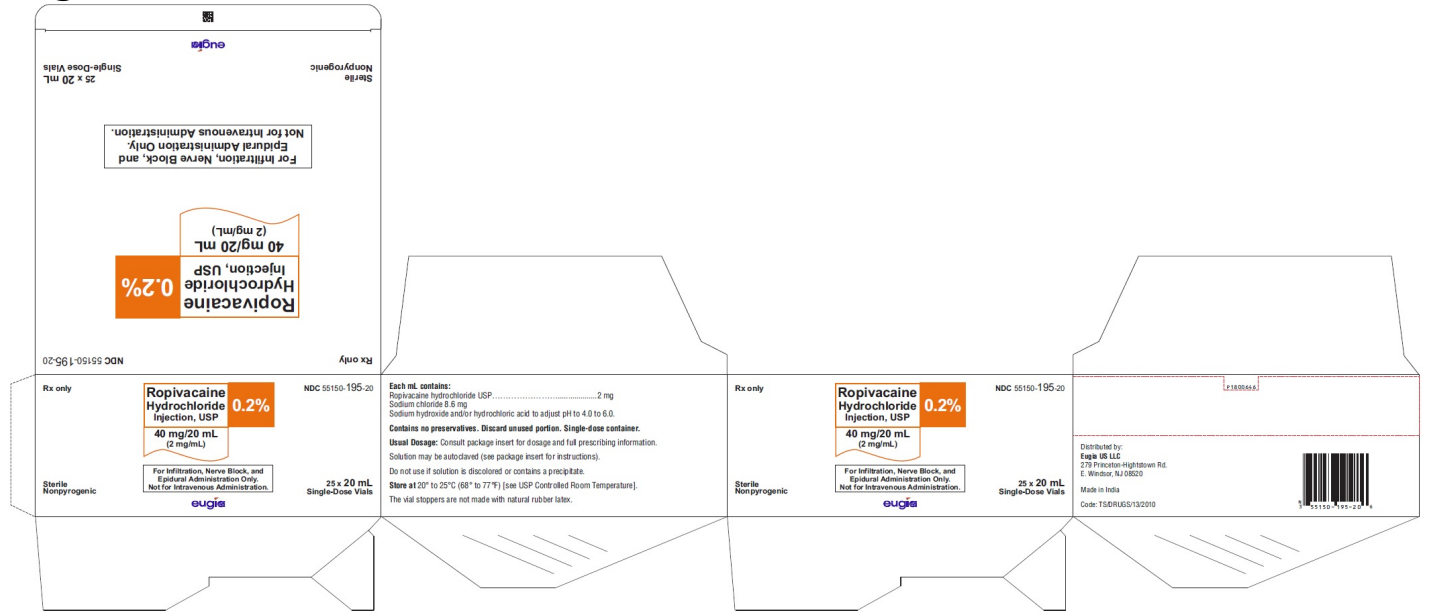 eugia
Sterile
Nonpyrogenic
25 x 20 mL
Single-Dose Vials
For Infiltration, Nerve Block, and
Epidural Administration Only.
Not for Intravenous Administration.
Ropivacaine
Hydrochloride
Injection, USP
0.2%
40 mg/20 mL
(2 mg/mL)
Rx only
NDC 55150-195-20
Rx only
Ropivacaine
Hydrochloride
Injection, USP
0.2%
NDC 55150-195-20
40 mg/20 mL
(2 mg/mL)
For Infiltration, Nerve Block, and
Epidural Administration Only.
Not for Intravenous Administration.
Sterile
Nonpyrogenic
25 x 20 mL
Single-Dose Vials
eugia
Each mL contains:
Ropivacaine hydrochloride USP..........................................2 mg
Sodium chloride 8.6 mg
Sodium hydroxide and/or hydrochloric acid to adjust pH to 4.0 to 6.0.
Contains no preservatives. Discard unused portion. Single-dose container.
Usual Dosage: Consult package insert for dosage and full prescribing information.
Solution may be autoclaved (see package insert for instructions).
Do not use if solution is discolored or contains a precipitate.
Store at 20° to 25°C (68° to 77°F) [see USP Controlled Room Temperature].
The vial stoppers are not made with natural rubber latex.
Rx only
Ropivacaine
Hydrochloride
Injection, USP
0.2%
NDC 55150-195-20
40 mg/20 mL
(2 mg/mL)
For Infiltration, Nerve Block, and
Epidural Administration Only.
Not for Intravenous Administration.
Sterile
Nonpyrogenic
25 x 20 mL
Single-Dose Vials
eugia
Distributed by:
Eugia US LLC
279 Princeton-Hightstown Rd.
E. Windsor, NJ 08520
Made in India
Code: TS/DRUGS/13/2010
55150-195-20